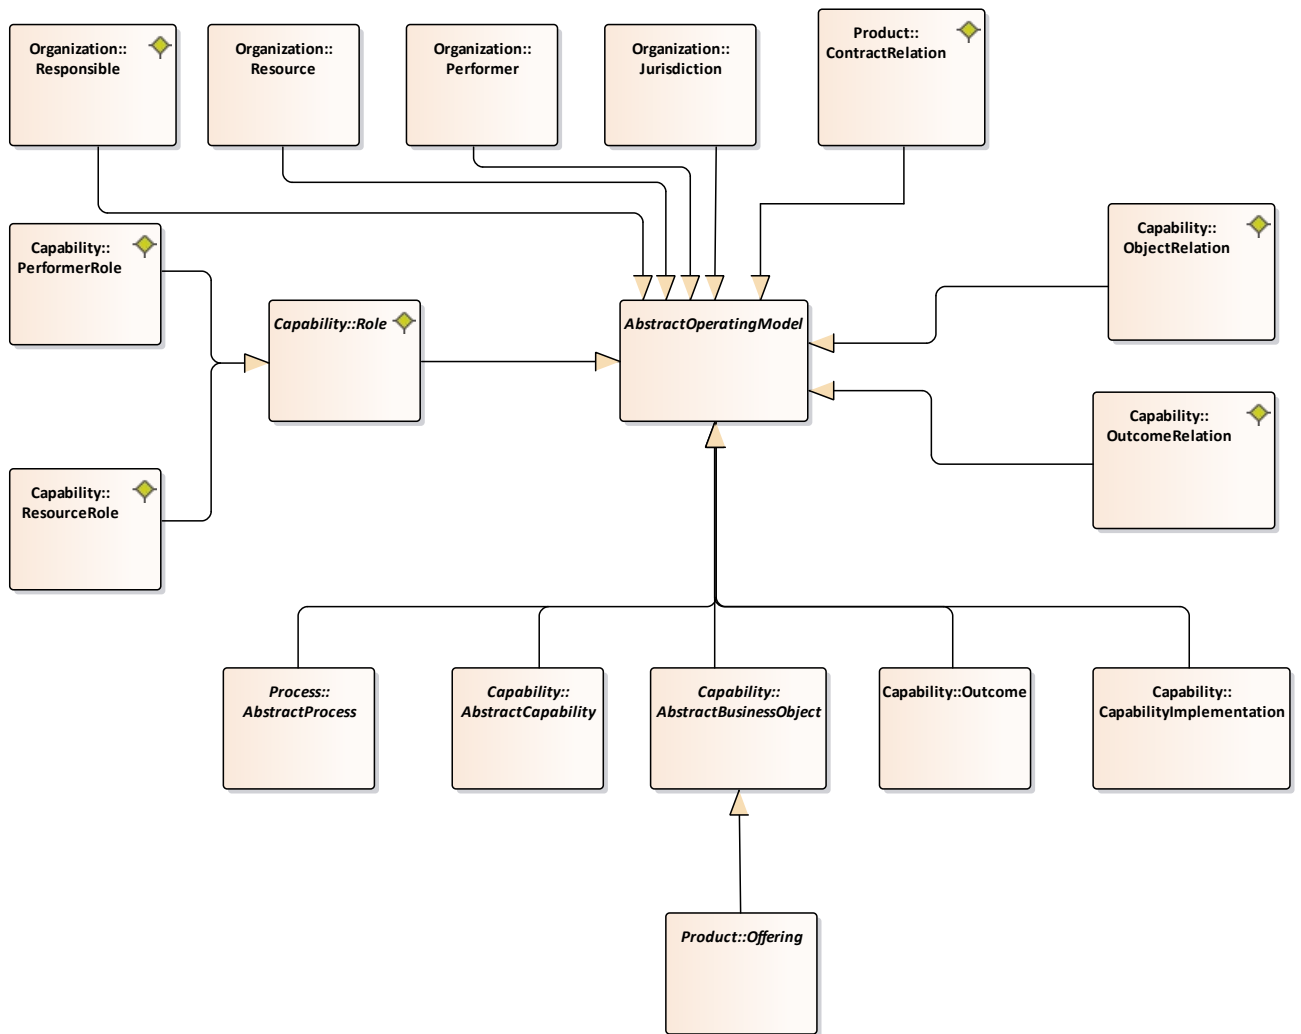 Organization::
Responsible
Organization::
Resource
Organization::
Performer
Organization::
Jurisdiction
Product::
ContractRelation
Capability::
PerformerRole
Capability::
ObjectRelation
Capability::Role
AbstractOperatingModel
Capability::
OutcomeRelation
Capability::
ResourceRole
Process::
AbstractProcess
Capability::
AbstractCapability
Capability::
AbstractBusinessObject
Capability::Outcome
Capability::
CapabilityImplementation
Product::Offering